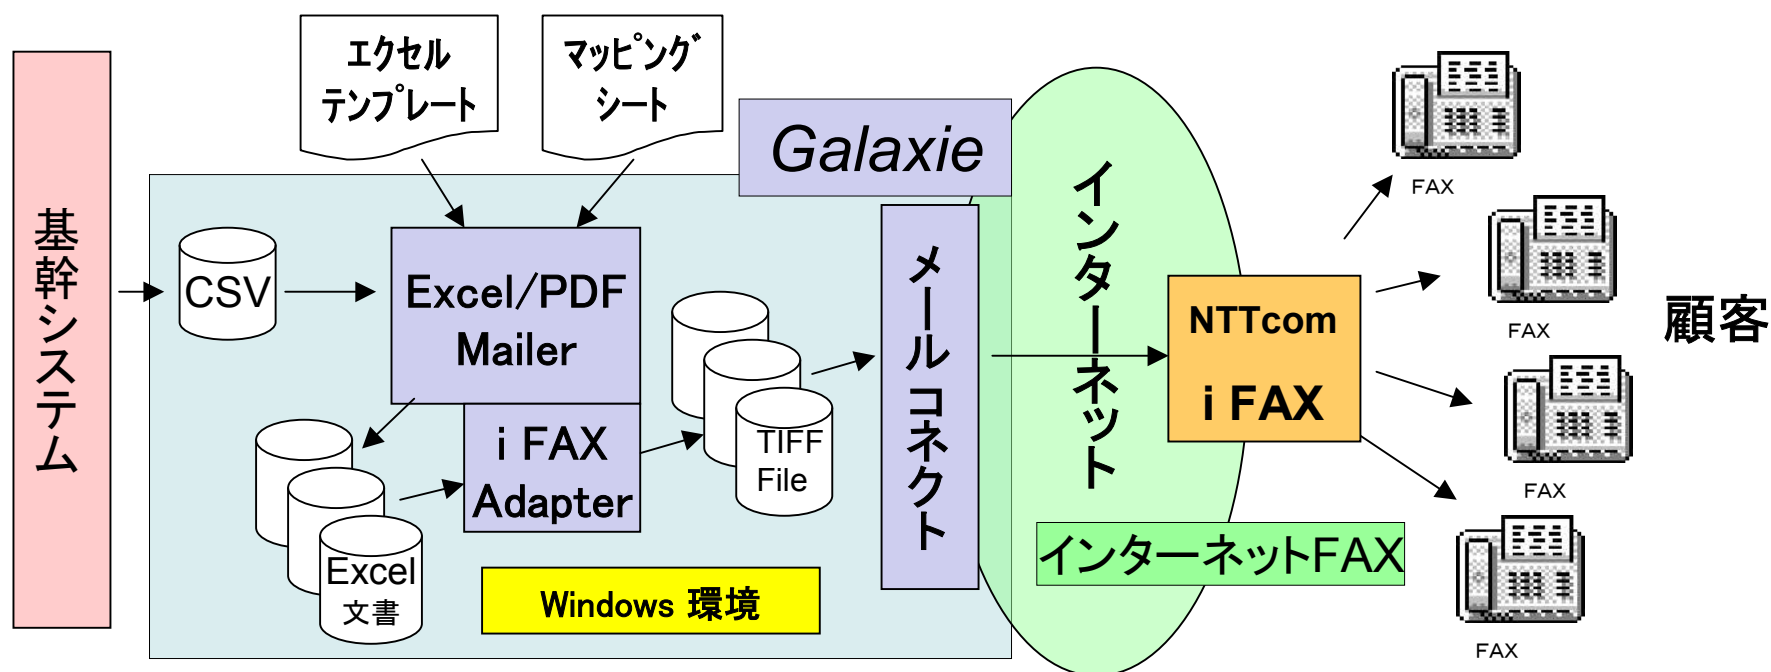 エクセル
テンプレート
マッピング
シート
Galaxie
基幹システム
CSV
Excel/PDF
Mailer
i FAX
Adapter
TIFF
File
Excel
文書
Windows 環境
メールコネクト
インターネット
インターネットFAX
NTTcom
i FAX
FAX
FAX
FAX
FAX
顧客